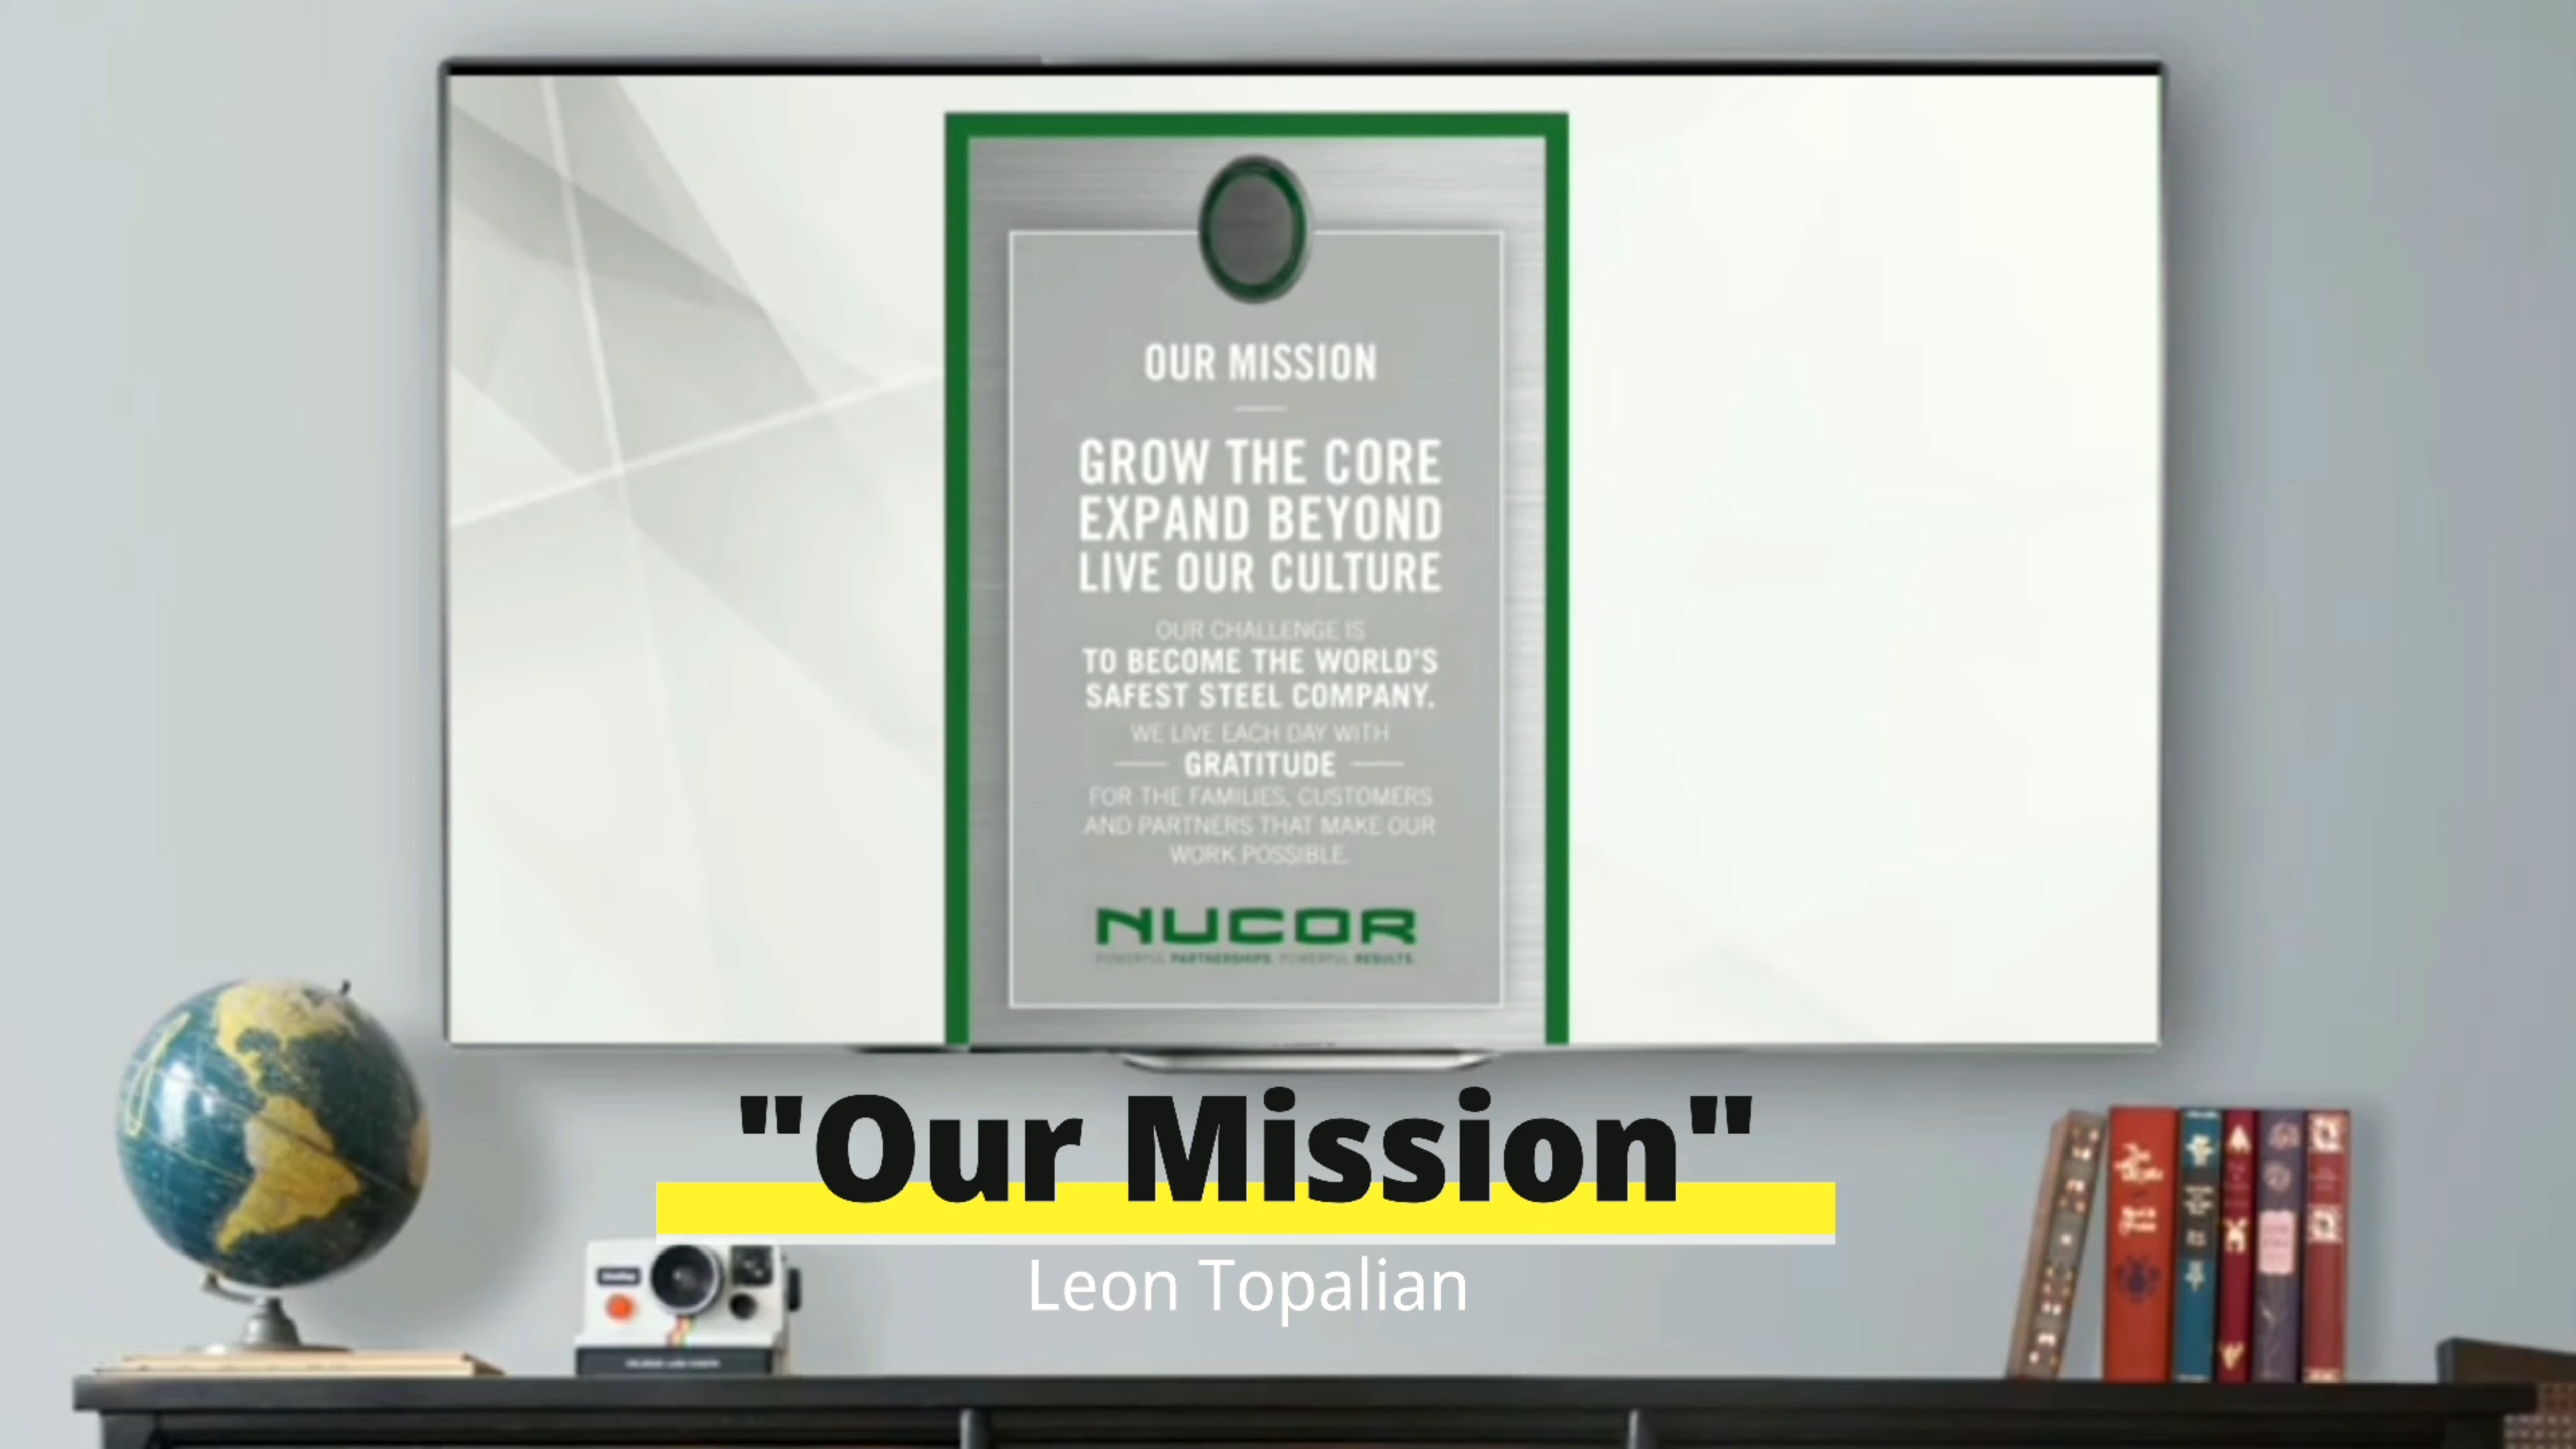 OUR MISSION
GROW THE CORE
EXPAND BEYOND
LIVE OUR CULTURE
OUR CHALLENGE IS
TO BECOME THE WORLD'S
SAFEST STEEL COMPANY.
WE LIVE EACH DAY WITH
GRATITUDE
FOR THE FAMILIES, CUSTOMERS
AND PARTNERS THAT MAKE OUR
WORK POSSIBLE.
NUCOR
POWERFUL PARTNERSHIPS. POWERFUL RESULTS.
"Our Mission"
Leon Topalian